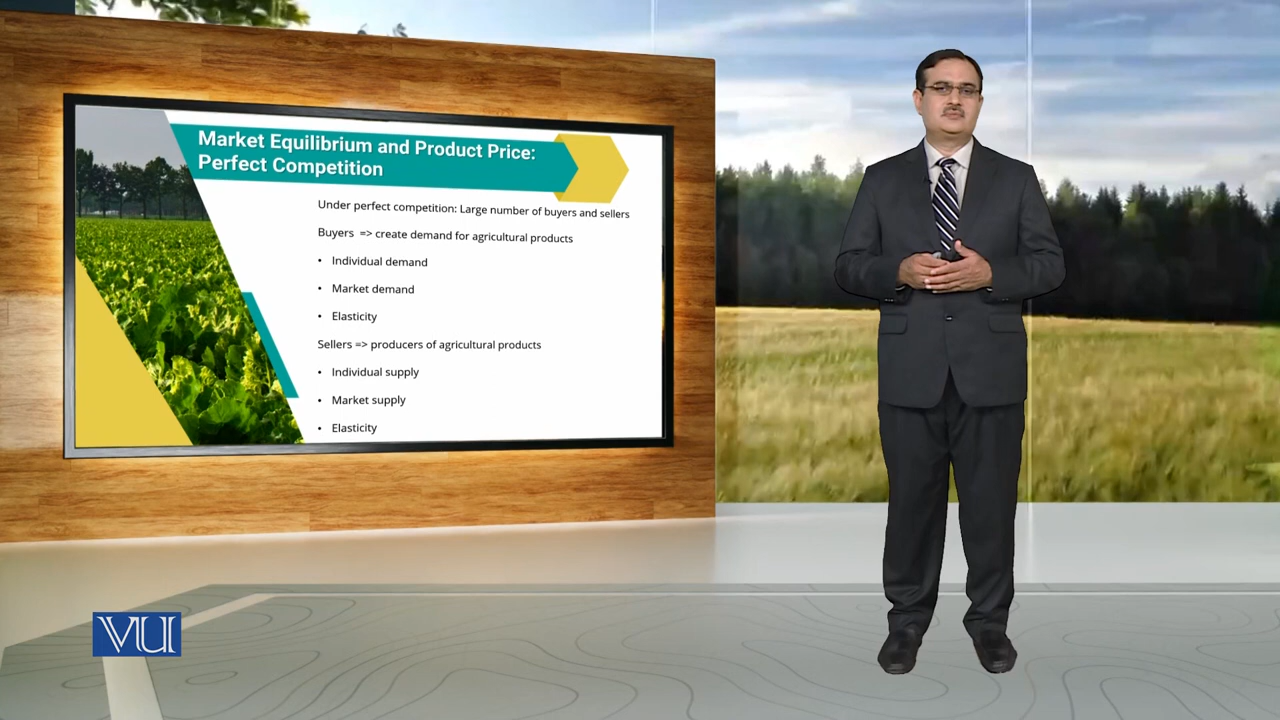 Market Equilibrium and Product Price:
Perfect Competition
Under perfect competition: Large number of buyers and sellers
Buyers => create demand for agricultural products
• Individual demand
• Market demand
• Elasticity
Sellers => producers of agricultural products
• Individual supply
• Market supply
• Elasticity
VU